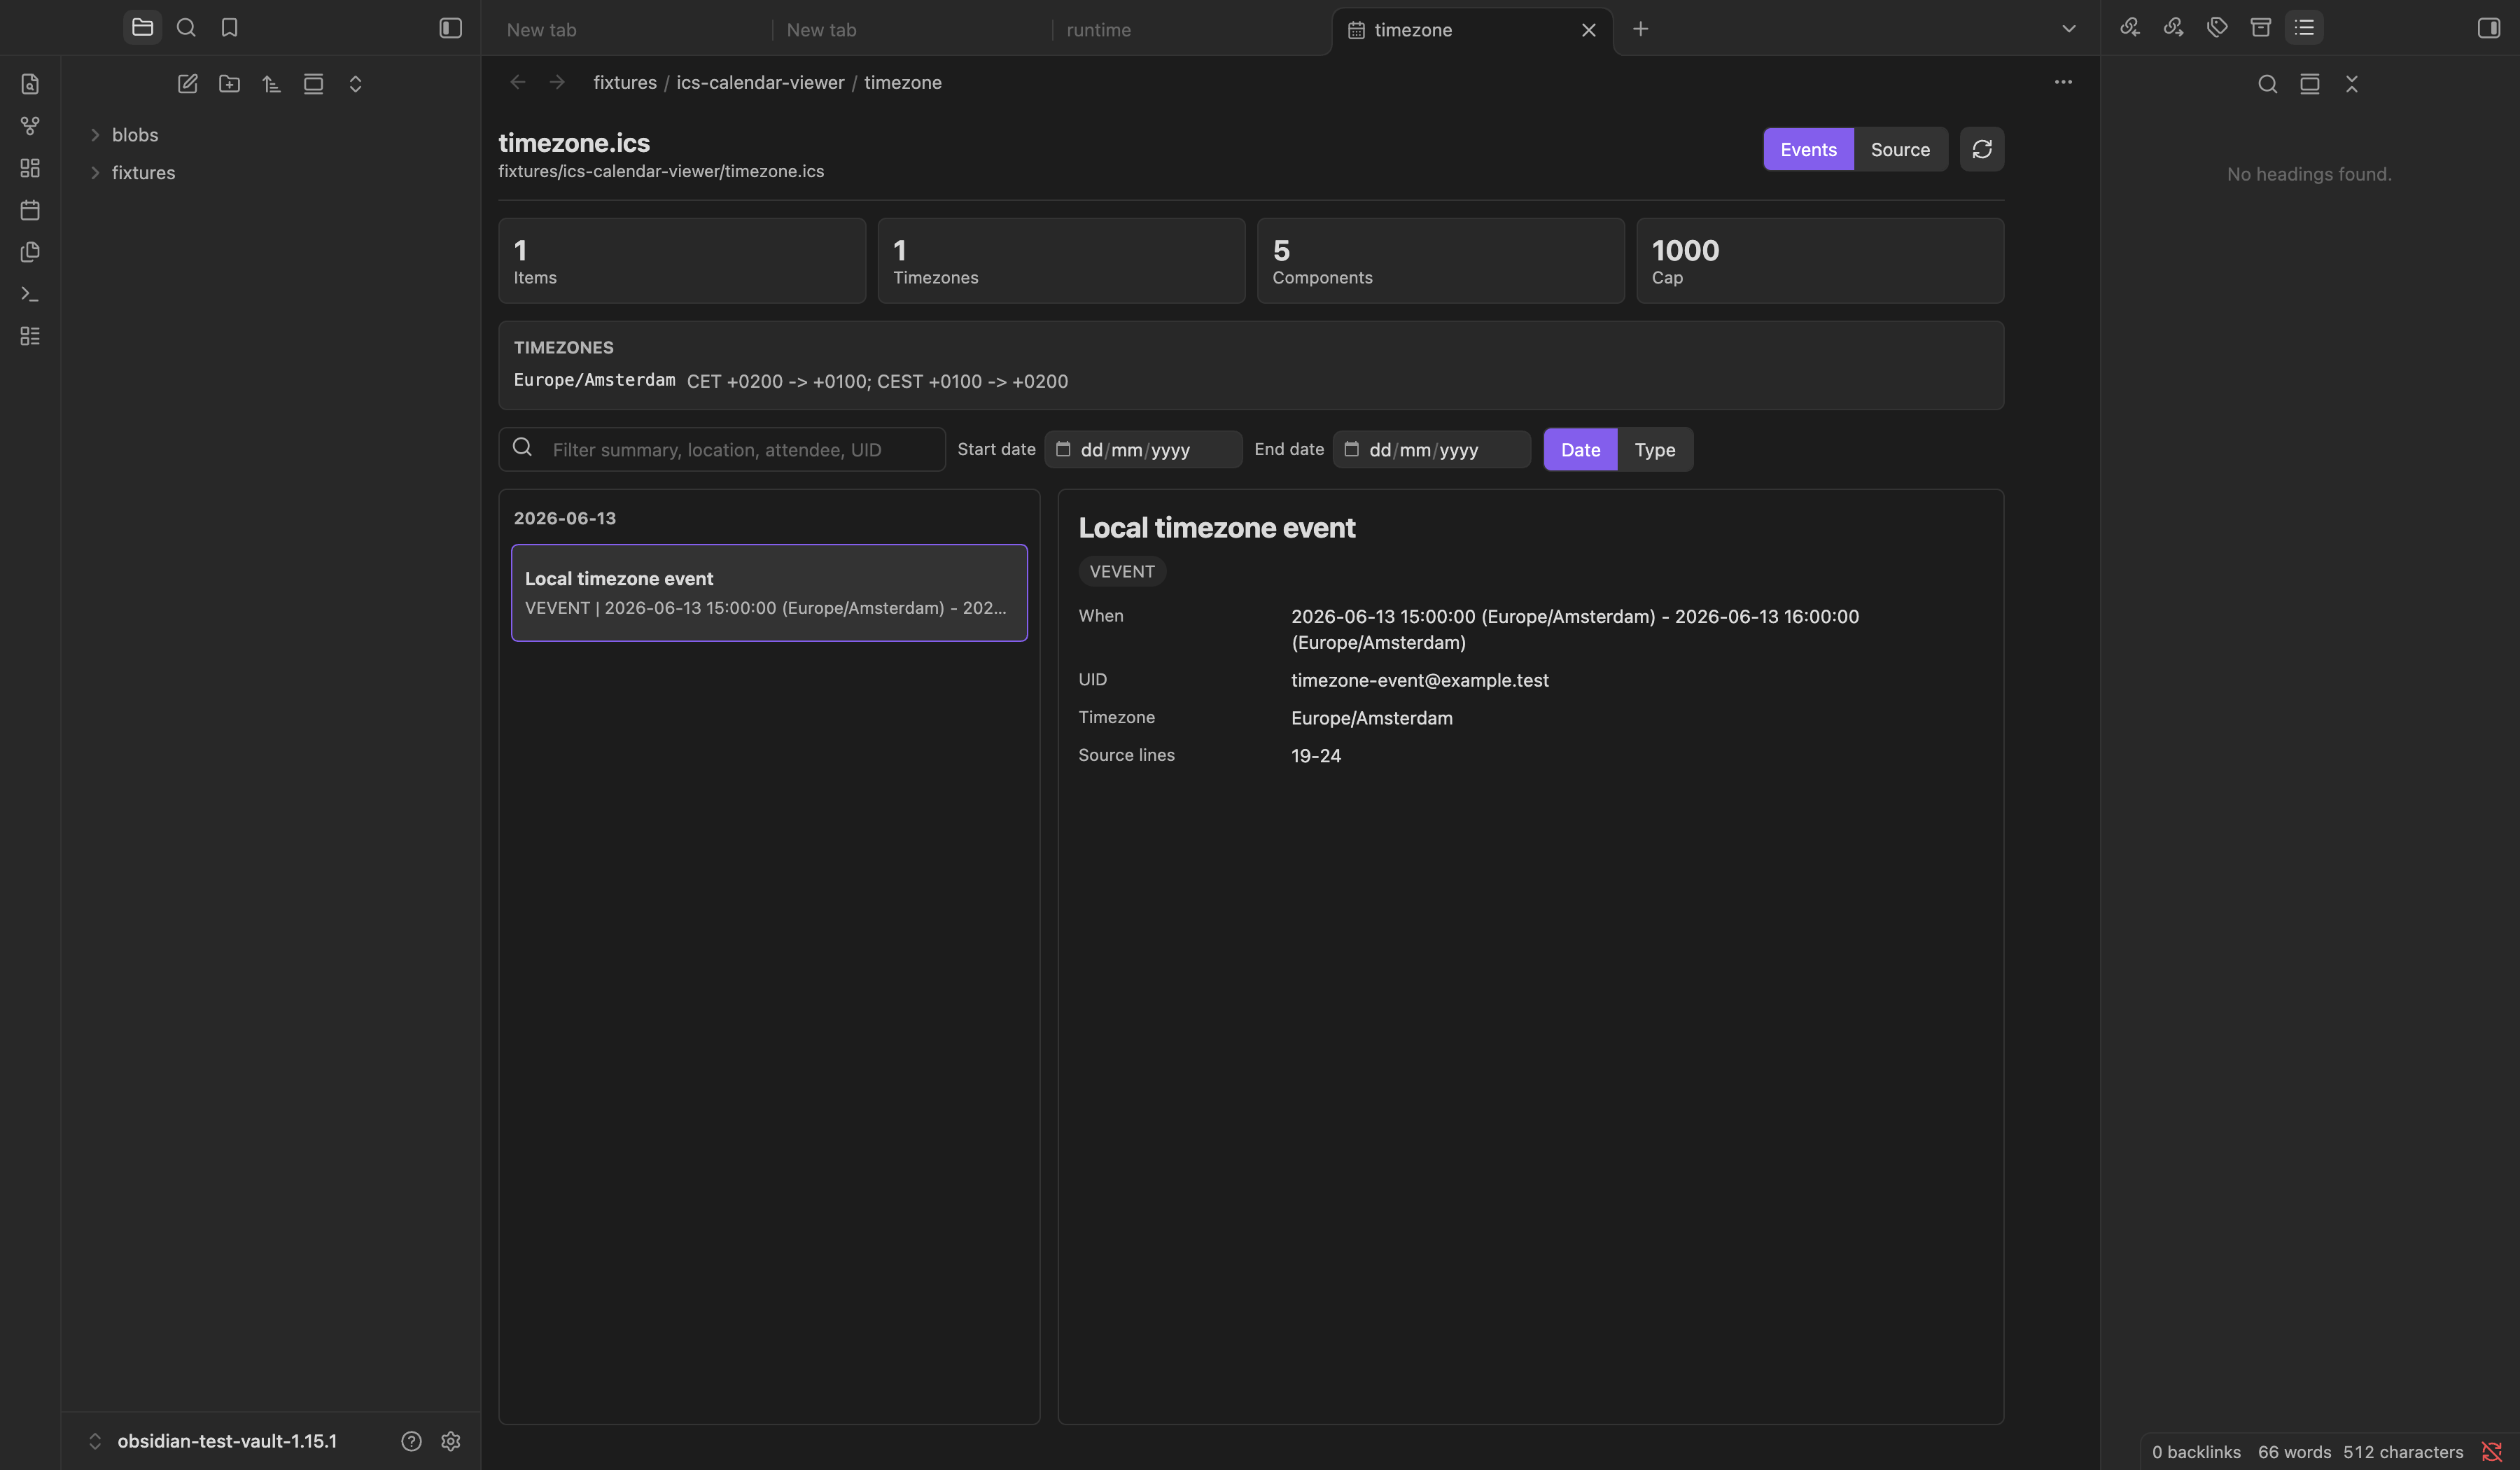 New tab
New tab
runtime
timezone
fixtures / ics-calendar-viewer / timezone
blobs
fixtures
timezone.ics
fixtures/ics-calendar-viewer/timezone.ics
Events
Source
No headings found.
1
Items
1
Timezones
5
Components
1000
Cap
TIMEZONES
Europe/Amsterdam CET +0200 -> +0100; CEST +0100 -> +0200
Filter summary, location, attendee, UID
Start date
dd/mm/yyyy
End date
dd/mm/yyyy
Date
Type
2026-06-13
Local timezone event
VEVENT | 2026-06-13 15:00:00 (Europe/Amsterdam) - 202...
Local timezone event
VEVENT
When
2026-06-13 15:00:00 (Europe/Amsterdam) - 2026-06-13 16:00:00
(Europe/Amsterdam)
UID
timezone-event@example.test
Timezone
Europe/Amsterdam
Source lines
19-24
obsidian-test-vault-1.15.1
0 backlinks 66 words 512 characters